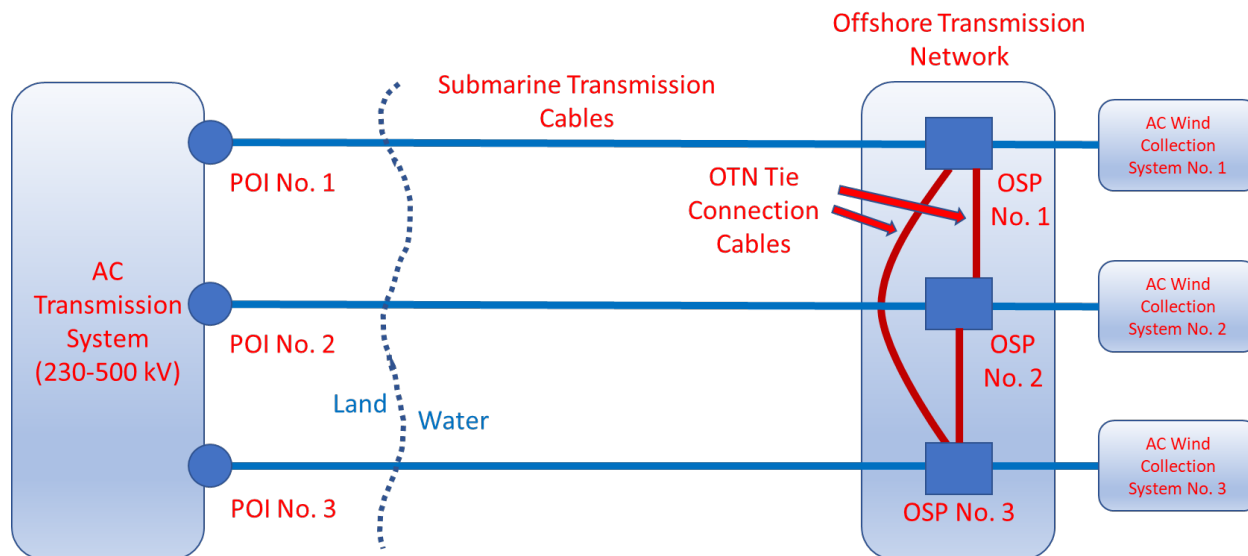 Offshore Transmission
Network
Submarine Transmission
Cables
AC Wind
Collection
System No. 1
POI No. 1
OTN Tie
Connection
Cables
OSP
No. 1
AC
Transmission
System
(230-500 kV)
AC Wind
Collection
System No. 2
POI No. 2
OSP
No. 2
Land
Water
AC Wind
Collection
System No. 3
POI No. 3
OSP No. 3